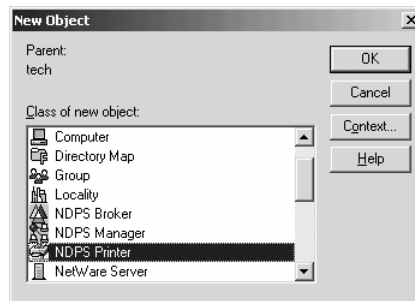 New Object
Parent:
tech
Class of new object:
Computer
Directory Map
Group
Locality
NDPS Broker
NDPS Manager
NDPS Printer
NetWare Server
OK
Cancel
Context...
Help